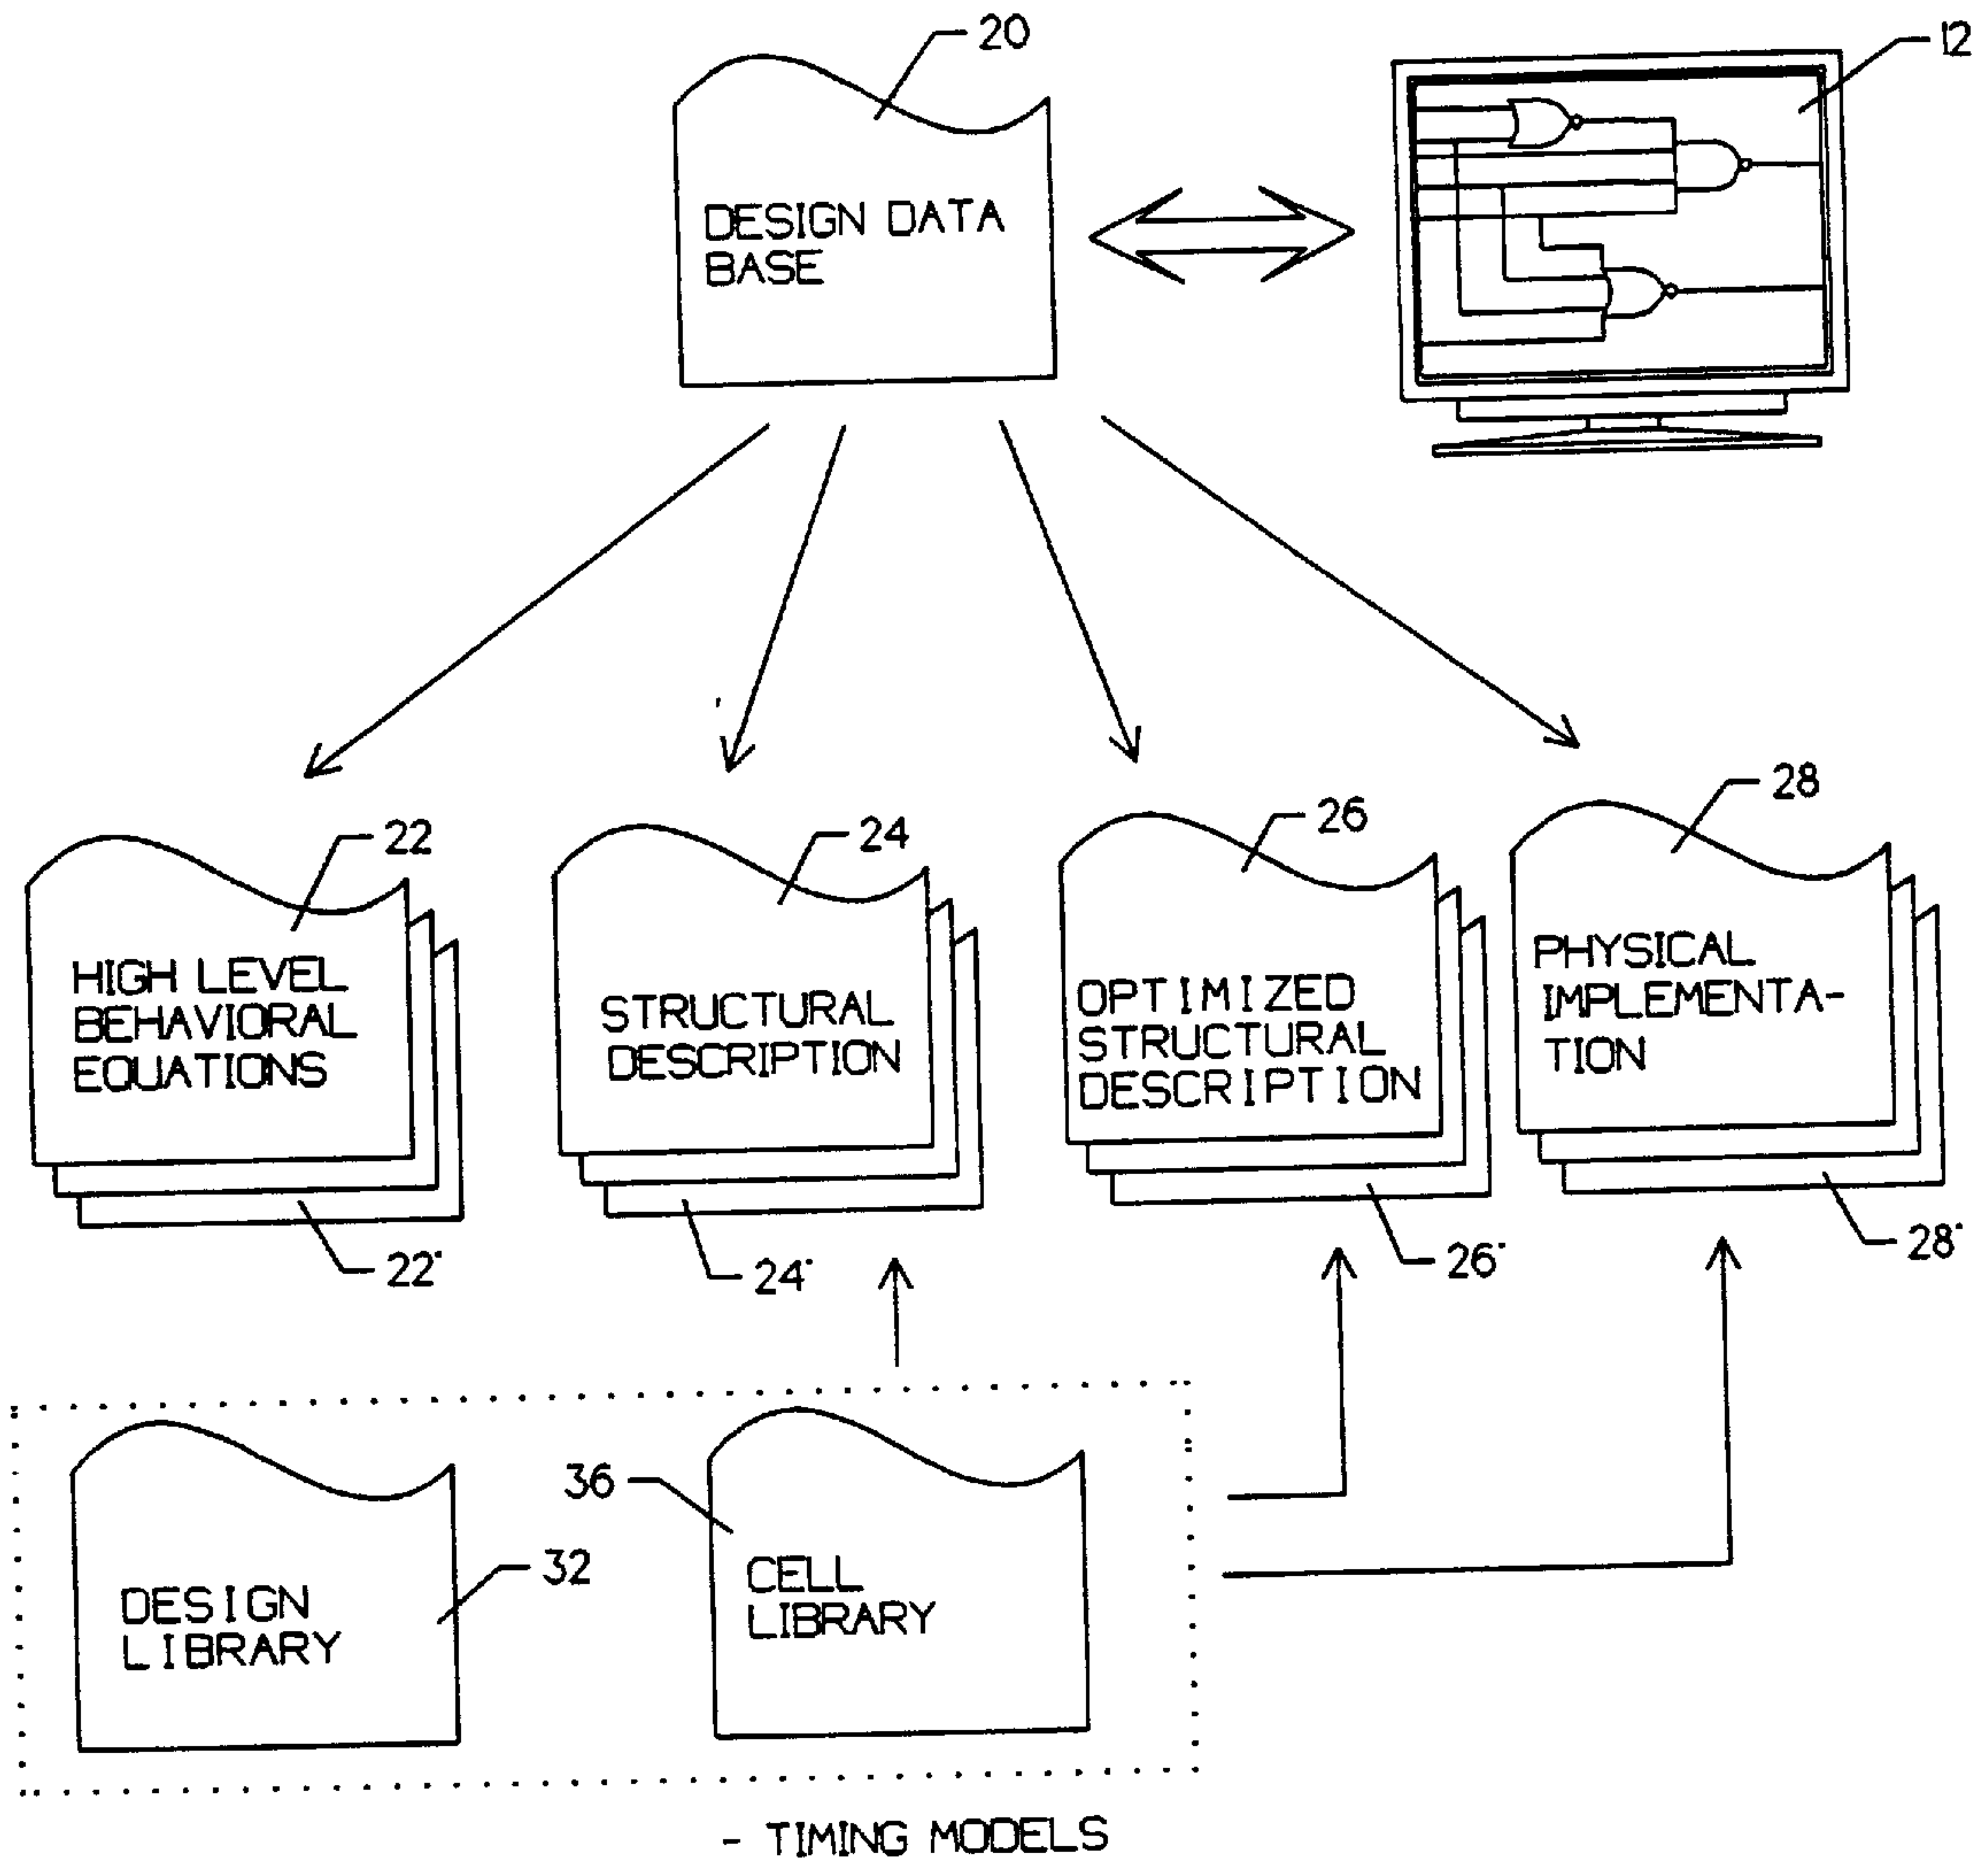 20
12
DESIGN DATA
BASE
22
24
26
28
HIGH LEVEL
BEHAVIORAL
EQUATIONS
STRUCTURAL
DESCRIPTION
OPTIMIZED
STRUCTURAL
DESCRIPTION
PHYSICAL
IMPLEMENTA-
TION
22'
24'
26'
28'
36
32
DESIGN
LIBRARY
CELL
LIBRARY
- TIMING MODELS